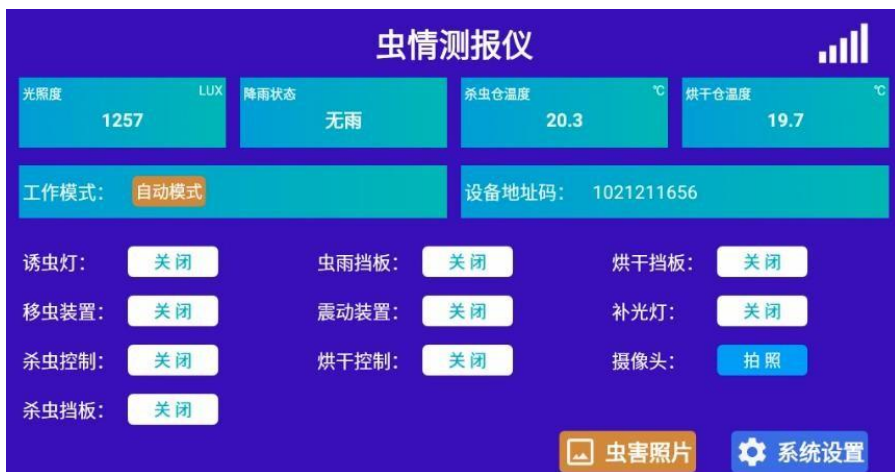 虫情测报仪
光照度 LUX 降雨状态 杀虫仓温度 ℃ 烘干仓温度 ℃
1257 无雨 20.3 19.7
工作模式： 自动模式 设备地址码： 1021211656
诱虫灯： 关闭 虫雨挡板： 关闭 烘干挡板： 关闭
移虫装置： 关闭 震动装置： 关闭 补光灯： 关闭
杀虫控制： 关闭 烘干控制： 关闭 摄像头： 拍照
杀虫挡板： 关闭
虫害照片 系统设置